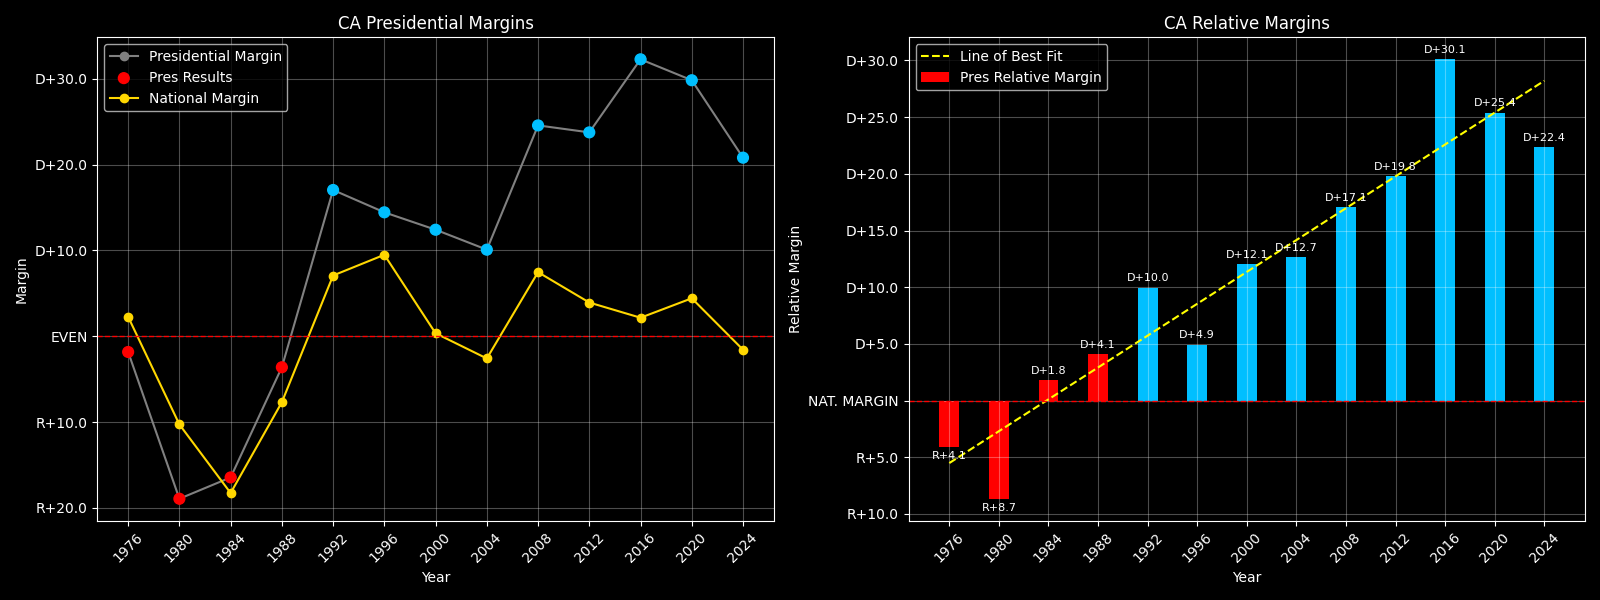 CA Presidential Margins
Presidential Margin
Pres Results
National Margin
D+30.0
D+20.0
D+10.0
EVEN
R+10.0
R+20.0
Margin
1976
1980
1984
1988
1992
1996
2000
2004
2008
2012
2016
2020
2024
Year
CA Relative Margins
Line of Best Fit
Pres Relative Margin
D+30.0
D+25.0
D+20.0
D+15.0
D+10.0
D+5.0
NAT. MARGIN
R+5.0
R+10.0
Relative Margin
R+4.1
R+8.7
D+1.8
D+4.1
D+10.0
D+4.9
D+12.1
D+12.7
D+17.1
D+19.8
D+30.1
D+25.4
D+22.4
1976
1980
1984
1988
1992
1996
2000
2004
2008
2012
2016
2020
2024
Year